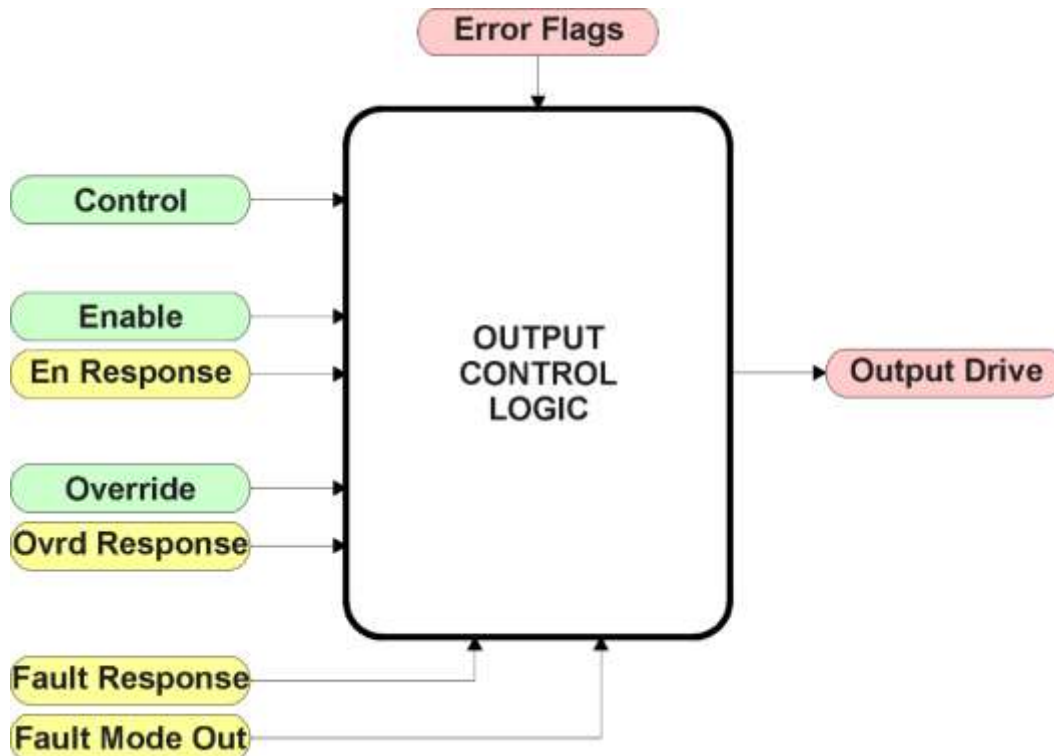 Error Flags
Control
Enable
En Response
OUTPUT
CONTROL
LOGIC
Output Drive
Override
Ovrd Response
Fault Response
Fault Mode Out